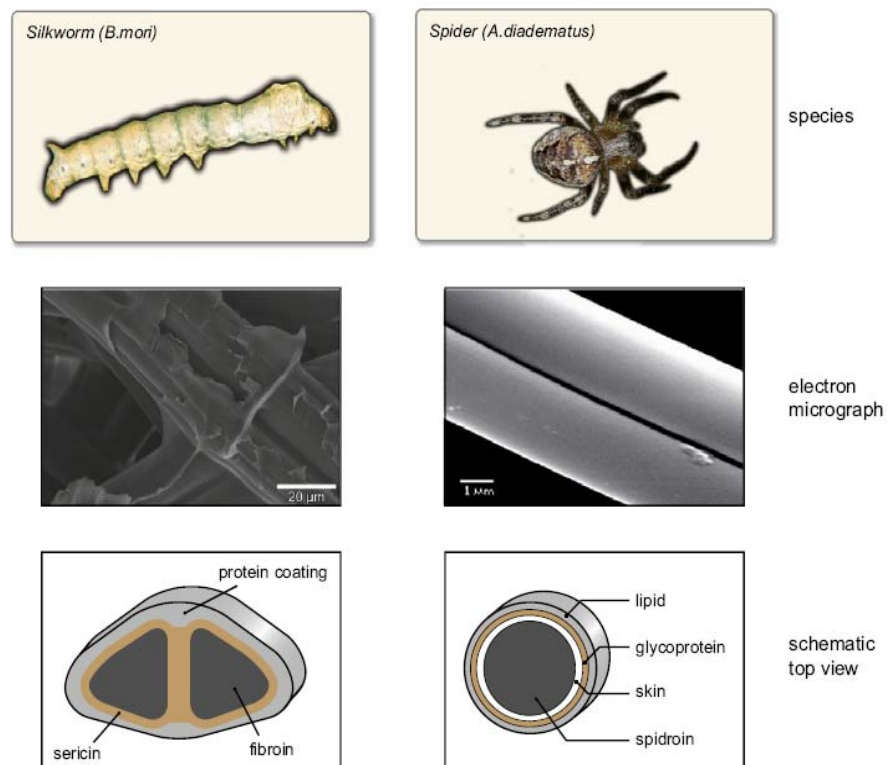 Silkworm (B.mori)
Spider (A.diadematus)
species
electron
micrograph
20 µm
1 µm
protein coating
sericin
fibroin
lipid
glycoprotein
skin
spidroin
schematic
top view